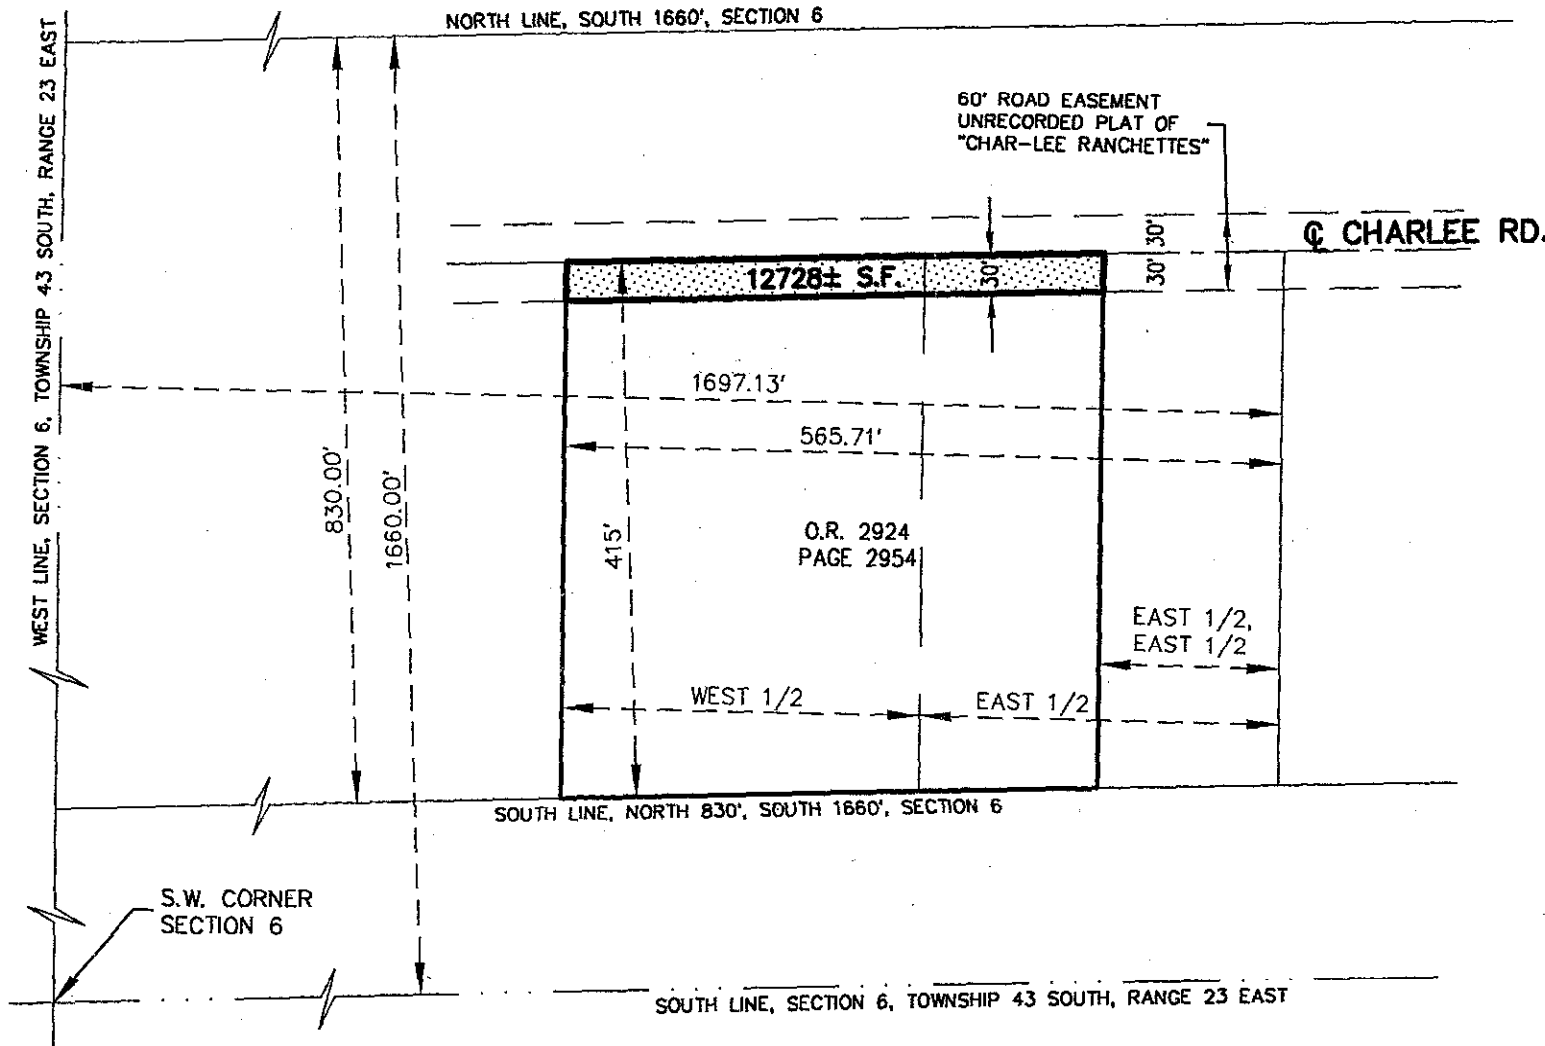 NORTH LINE, SOUTH 1660', SECTION 6
WEST LINE, SECTION 6, TOWNSHIP 43 SOUTH, RANGE 23 EAST
60' ROAD EASEMENT
UNRECORDED PLAT OF
"CHAR-LEE RANCHETTES"
30'
30'
℄ CHARLEE RD.
12728± S.F.
30'
1697.13'
565.71'
830.00'
1660.00'
415'
O.R. 2924
PAGE 2954
EAST 1/2,
EAST 1/2
WEST 1/2
EAST 1/2
SOUTH LINE, NORTH 830', SOUTH 1660', SECTION 6
S.W. CORNER
SECTION 6
SOUTH LINE, SECTION 6, TOWNSHIP 43 SOUTH, RANGE 23 EAST